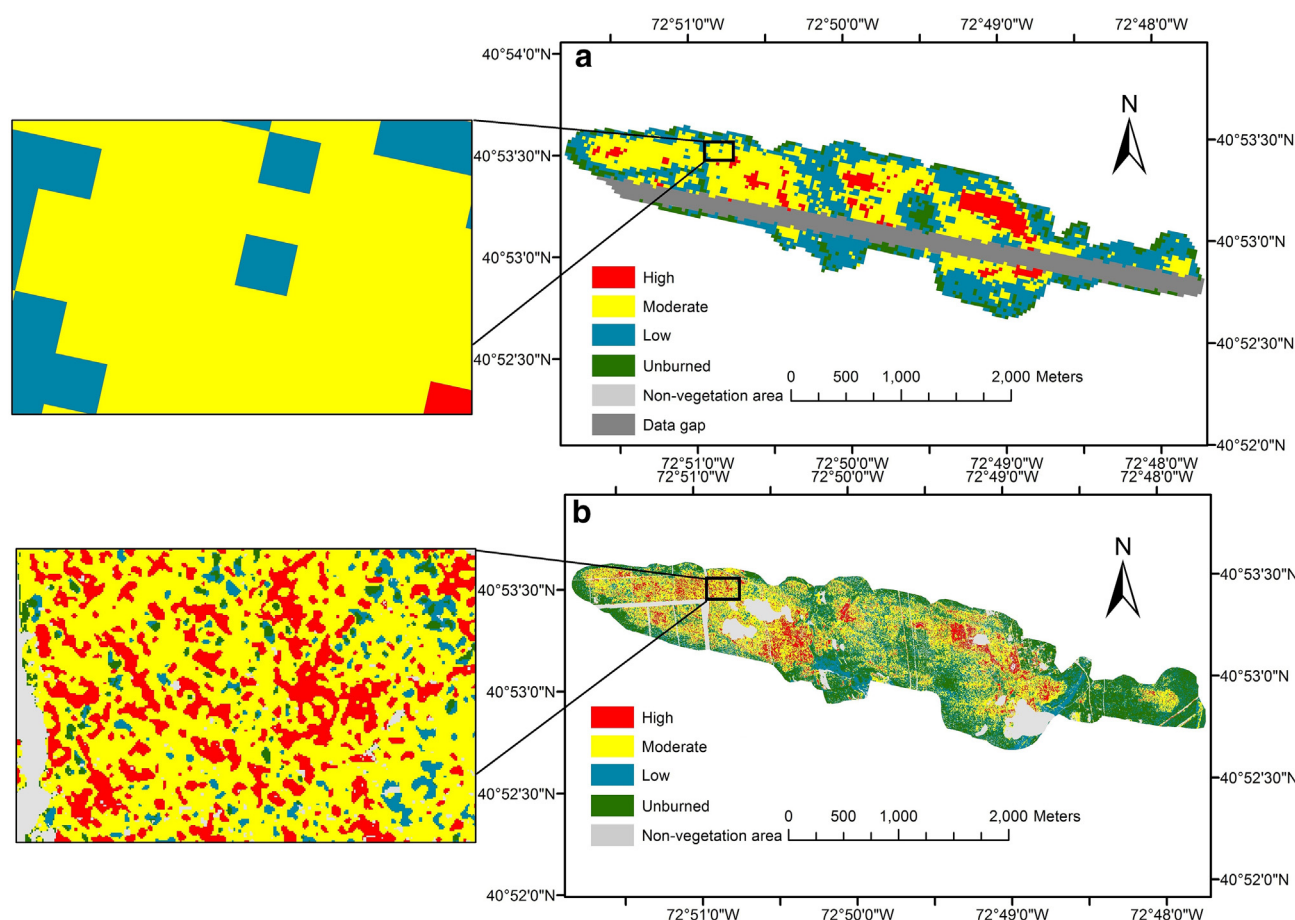 72°51'0"W 72°50'0"W 72°49'0"W 72°48'0"W
a
40°54'0"N
N
40°53'30"N
40°53'30"N
40°53'0"N
40°53'0"N
High
Moderate
Low
Unburned
Non-vegetation area
Data gap
0 500 1,000 2,000 Meters
40°52'30"N
40°52'30"N
40°52'0"N
72°51'0"W 72°50'0"W 72°49'0"W 72°48'0"W
72°51'0"W 72°50'0"W 72°49'0"W 72°48'0"W
b
N
40°53'30"N
40°53'30"N
40°53'0"N
40°53'0"N
High
Moderate
Low
Unburned
Non-vegetation area
0 500 1,000 2,000 Meters
40°52'30"N
40°52'30"N
40°52'0"N
40°52'0"N
72°51'0"W 72°50'0"W 72°49'0"W 72°48'0"W